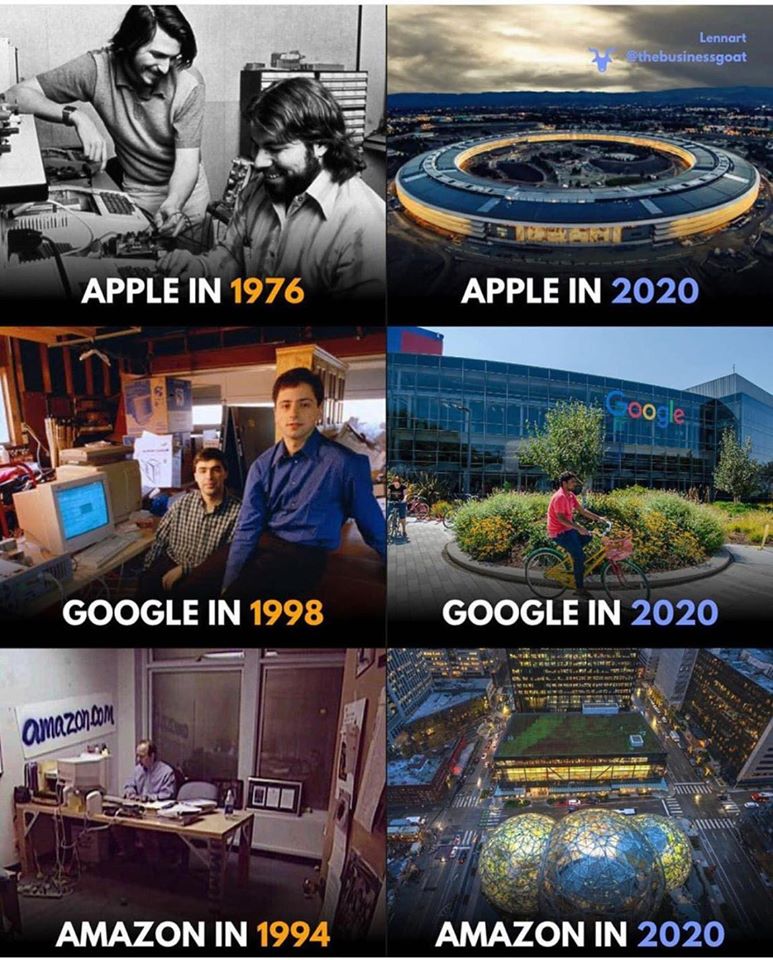 Lennart
@thebusinessgoat
APPLE IN 1976
APPLE IN 2020
Google
GOOGLE IN 1998
GOOGLE IN 2020
amazon.com
AMAZON IN 1994
AMAZON IN 2020